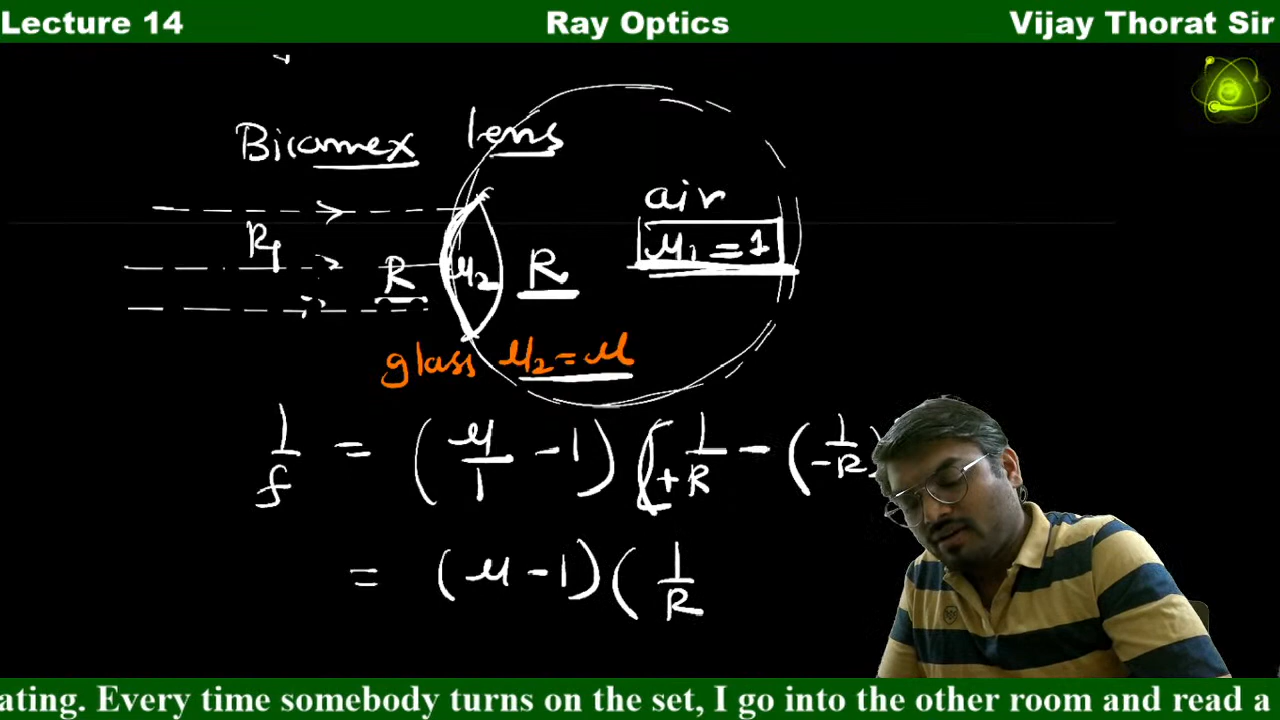 Lecture 14 Ray Optics Vijay Thorat Sir
Biconvex lens
air
μ₁ = 1
R₁
R μ₂ R
glass μ₂ = μ
1/f = (μ/1 - 1) [+ 1/R - (1/-R)
= (μ - 1) ( 1/R
ating. Every time somebody turns on the set, I go into the other room and read a